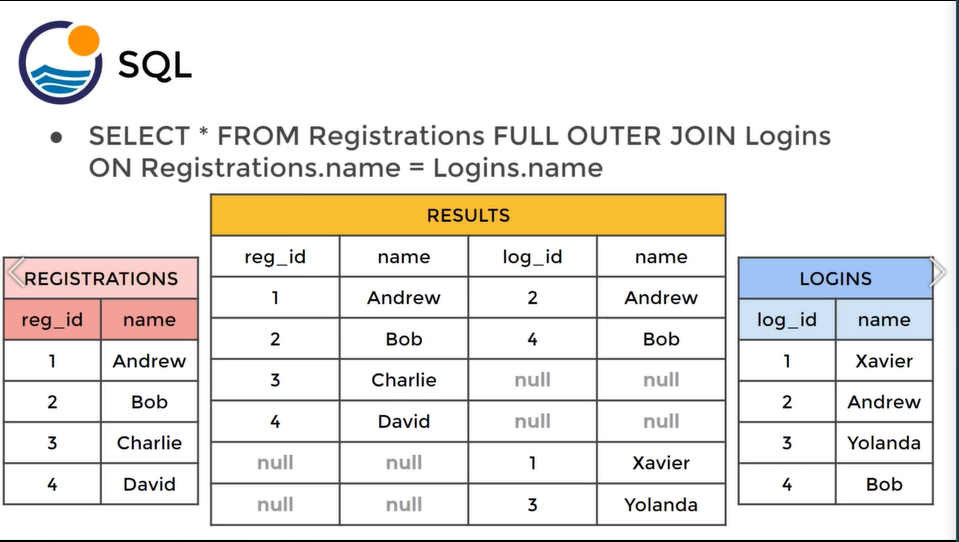 SQL
● SELECT * FROM Registrations FULL OUTER JOIN Logins
ON Registrations.name = Logins.name
RESULTS
reg_id name log_id name
1 Andrew 2 Andrew
2 Bob 4 Bob
3 Charlie null null
4 David null null
null null 1 Xavier
null null 3 Yolanda
REGISTRATIONS
reg_id name
1 Andrew
2 Bob
3 Charlie
4 David
LOGINS
log_id name
1 Xavier
2 Andrew
3 Yolanda
4 Bob